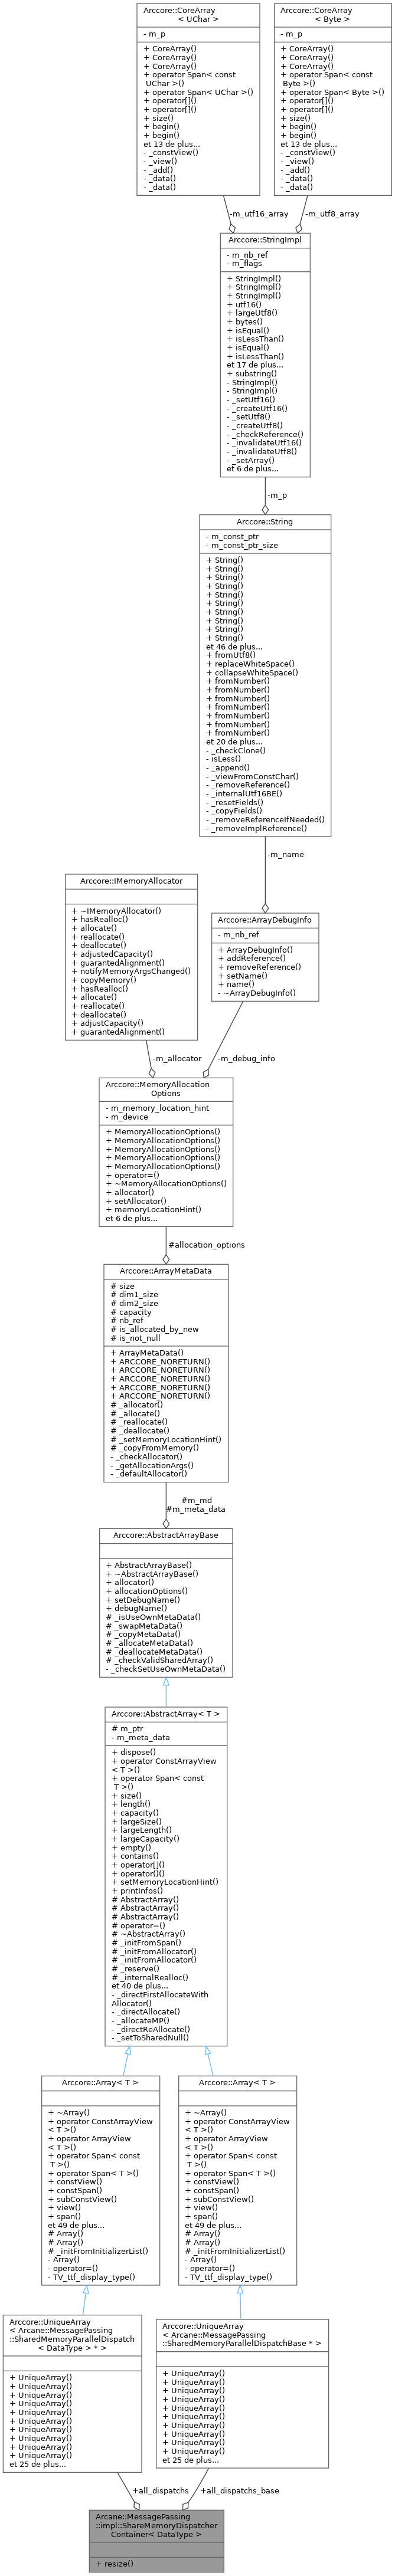 Arccore::CoreArray
< UChar >
- m_p
+ CoreArray()
+ CoreArray()
+ CoreArray()
+ operator Span< const
UChar >()
+ operator Span< UChar >()
+ operator[]()
+ operator[]()
+ size()
+ begin()
+ begin()
et 13 de plus...
- _constView()
- _view()
- _add()
- _data()
- _data()
Arccore::CoreArray
< Byte >
- m_p
+ CoreArray()
+ CoreArray()
+ CoreArray()
+ operator Span< const
Byte >()
+ operator Span< Byte >()
+ operator[]()
+ operator[]()
+ size()
+ begin()
+ begin()
et 13 de plus...
- _constView()
- _view()
- _add()
- _data()
- _data()
-m_utf16_array
-m_utf8_array
Arccore::StringImpl
- m_nb_ref
- m_flags
+ StringImpl()
+ StringImpl()
+ StringImpl()
+ utf16()
+ largeUtf8()
+ bytes()
+ isEqual()
+ isLessThan()
+ isEqual()
+ isLessThan()
et 17 de plus...
+ substring()
- StringImpl()
- StringImpl()
- _setUtf16()
- _createUtf16()
- _setUtf8()
- _createUtf8()
- _checkReference()
- _invalidateUtf16()
- _invalidateUtf8()
- _setArray()
et 6 de plus...
-m_p
Arccore::String
- m_const_ptr
- m_const_ptr_size
+ String()
+ String()
+ String()
+ String()
+ String()
+ String()
+ String()
+ String()
+ String()
+ String()
et 46 de plus...
+ fromUtf8()
+ replaceWhiteSpace()
+ collapseWhiteSpace()
+ fromNumber()
+ fromNumber()
+ fromNumber()
+ fromNumber()
+ fromNumber()
+ fromNumber()
+ fromNumber()
et 20 de plus...
- _checkClone()
- isLess()
- _append()
- _viewFromConstChar()
- _removeReference()
- _internalUtf16BE()
- _resetFields()
- _copyFields()
- _removeReferenceIfNeeded()
- _removeImplReference()
-m_name
Arccore::IMemoryAllocator
+ ~IMemoryAllocator()
+ hasRealloc()
+ allocate()
+ reallocate()
+ deallocate()
+ adjustedCapacity()
+ guarantedAlignment()
+ notifyMemoryArgsChanged()
+ copyMemory()
+ hasRealloc()
+ allocate()
+ reallocate()
+ deallocate()
+ adjustCapacity()
+ guarantedAlignment()
Arccore::ArrayDebugInfo
- m_nb_ref
+ ArrayDebugInfo()
+ addReference()
+ removeReference()
+ setName()
+ name()
- ~ArrayDebugInfo()
-m_allocator
-m_debug_info
Arccore::MemoryAllocation
Options
- m_memory_location_hint
- m_device
+ MemoryAllocationOptions()
+ MemoryAllocationOptions()
+ MemoryAllocationOptions()
+ MemoryAllocationOptions()
+ MemoryAllocationOptions()
+ operator=()
+ ~MemoryAllocationOptions()
+ allocator()
+ setAllocator()
+ memoryLocationHint()
et 6 de plus...
#allocation_options
Arccore::ArrayMetaData
# size
# dim1_size
# dim2_size
# capacity
# nb_ref
# is_allocated_by_new
# is_not_null
+ ArrayMetaData()
+ ARCCORE_NORETURN()
+ ARCCORE_NORETURN()
+ ARCCORE_NORETURN()
+ ARCCORE_NORETURN()
+ ARCCORE_NORETURN()
# _allocator()
# _allocate()
# _reallocate()
# _deallocate()
# _setMemoryLocationHint()
# _copyFromMemory()
- _checkAllocator()
- _getAllocationArgs()
- _defaultAllocator()
#m_md
#m_meta_data
Arccore::AbstractArrayBase
+ AbstractArrayBase()
+ ~AbstractArrayBase()
+ allocator()
+ allocationOptions()
+ setDebugName()
+ debugName()
# _isUseOwnMetaData()
# _swapMetaData()
# _copyMetaData()
# _allocateMetaData()
# _deallocateMetaData()
# _checkValidSharedArray()
- _checkSetUseOwnMetaData()
Arccore::AbstractArray< T >
# m_ptr
- m_meta_data
+ dispose()
+ operator ConstArrayView
< T >()
+ operator Span< const
T >()
+ size()
+ length()
+ capacity()
+ largeSize()
+ largeLength()
+ largeCapacity()
+ empty()
+ contains()
+ operator[]()
+ operator()()
+ setMemoryLocationHint()
+ printInfos()
# AbstractArray()
# AbstractArray()
# AbstractArray()
# operator=()
# ~AbstractArray()
# _initFromSpan()
# _initFromAllocator()
# _initFromAllocator()
# _reserve()
# _internalRealloc()
et 40 de plus...
- _directFirstAllocateWith
Allocator()
- _directAllocate()
- _allocateMP()
- _directReAllocate()
- _setToSharedNull()
Arccore::Array< T >
+ ~Array()
+ operator ConstArrayView
< T >()
+ operator ArrayView
< T >()
+ operator Span< const
T >()
+ operator Span< T >()
+ constView()
+ constSpan()
+ subConstView()
+ view()
+ span()
et 49 de plus...
# Array()
# Array()
# _initFromInitializerList()
- Array()
- operator=()
- TV_ttf_display_type()
Arccore::Array< T >
+ ~Array()
+ operator ConstArrayView
< T >()
+ operator ArrayView
< T >()
+ operator Span< const
T >()
+ operator Span< T >()
+ constView()
+ constSpan()
+ subConstView()
+ view()
+ span()
et 49 de plus...
# Array()
# Array()
# _initFromInitializerList()
- Array()
- operator=()
- TV_ttf_display_type()
Arccore::UniqueArray
< Arcane::MessagePassing
::SharedMemoryParallelDispatch
< DataType > * >
+ UniqueArray()
+ UniqueArray()
+ UniqueArray()
+ UniqueArray()
+ UniqueArray()
+ UniqueArray()
+ UniqueArray()
+ UniqueArray()
+ UniqueArray()
+ UniqueArray()
et 25 de plus...
Arccore::UniqueArray
< Arcane::MessagePassing
::SharedMemoryParallelDispatchBase * >
+ UniqueArray()
+ UniqueArray()
+ UniqueArray()
+ UniqueArray()
+ UniqueArray()
+ UniqueArray()
+ UniqueArray()
+ UniqueArray()
+ UniqueArray()
+ UniqueArray()
et 25 de plus...
+all_dispatchs
+all_dispatchs_base
Arcane::MessagePassing
::impl::ShareMemoryDispatcher
Container< DataType >
+ resize()